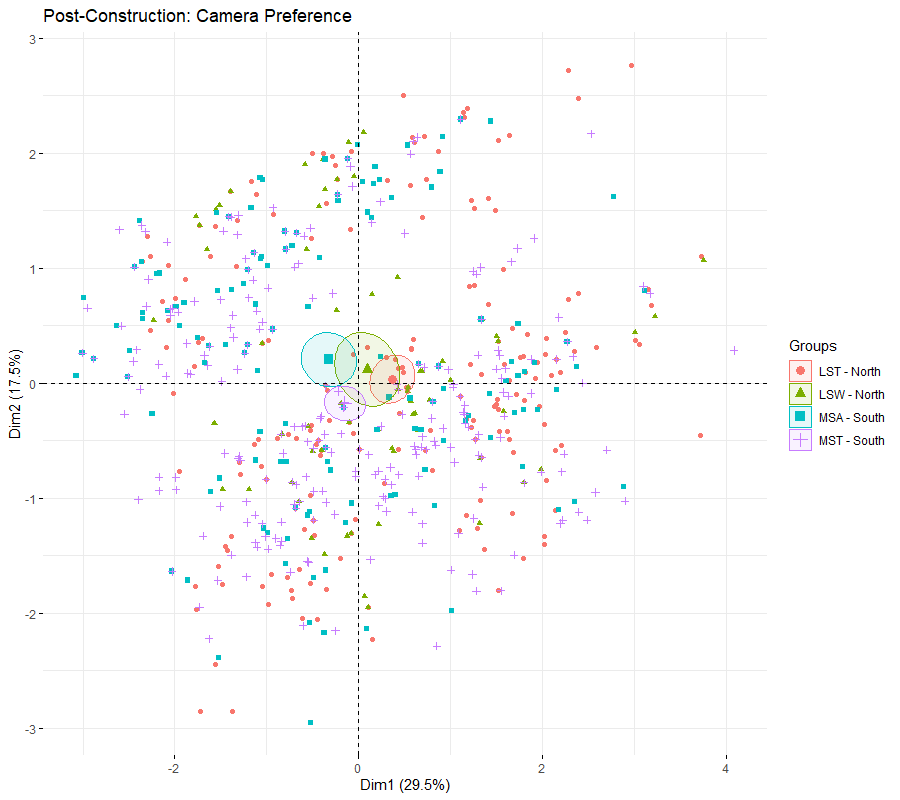 Post-Construction: Camera Preference
3
2
1
0
-1
-2
-3
Dim2 (17.5%)
-2
0
2
4
Dim1 (29.5%)
Groups
LST - North
LSW - North
MSA - South
MST - South